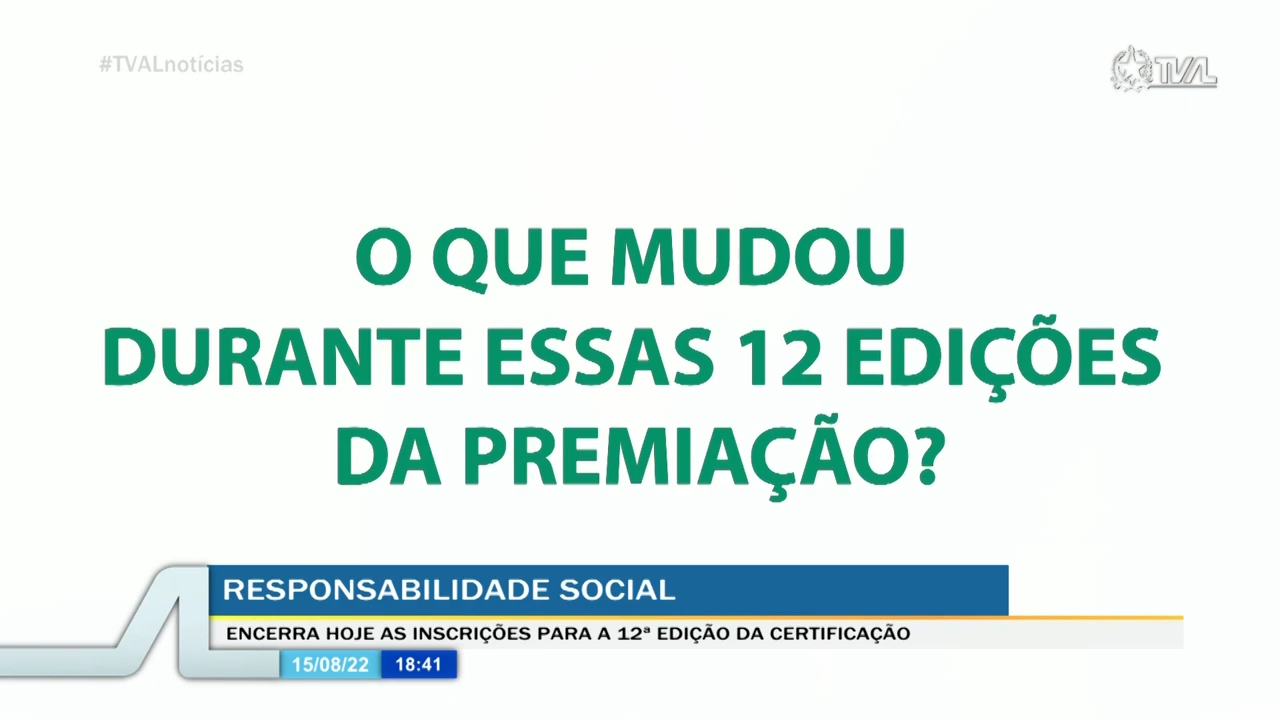 #TVALnotícias
TVAL
O QUE MUDOU
DURANTE ESSAS 12 EDIÇÕES
DA PREMIAÇÃO?
RESPONSABILIDADE SOCIAL
ENCERRA HOJE AS INSCRIÇÕES PARA A 12ª EDIÇÃO DA CERTIFICAÇÃO
15/08/22 18:41